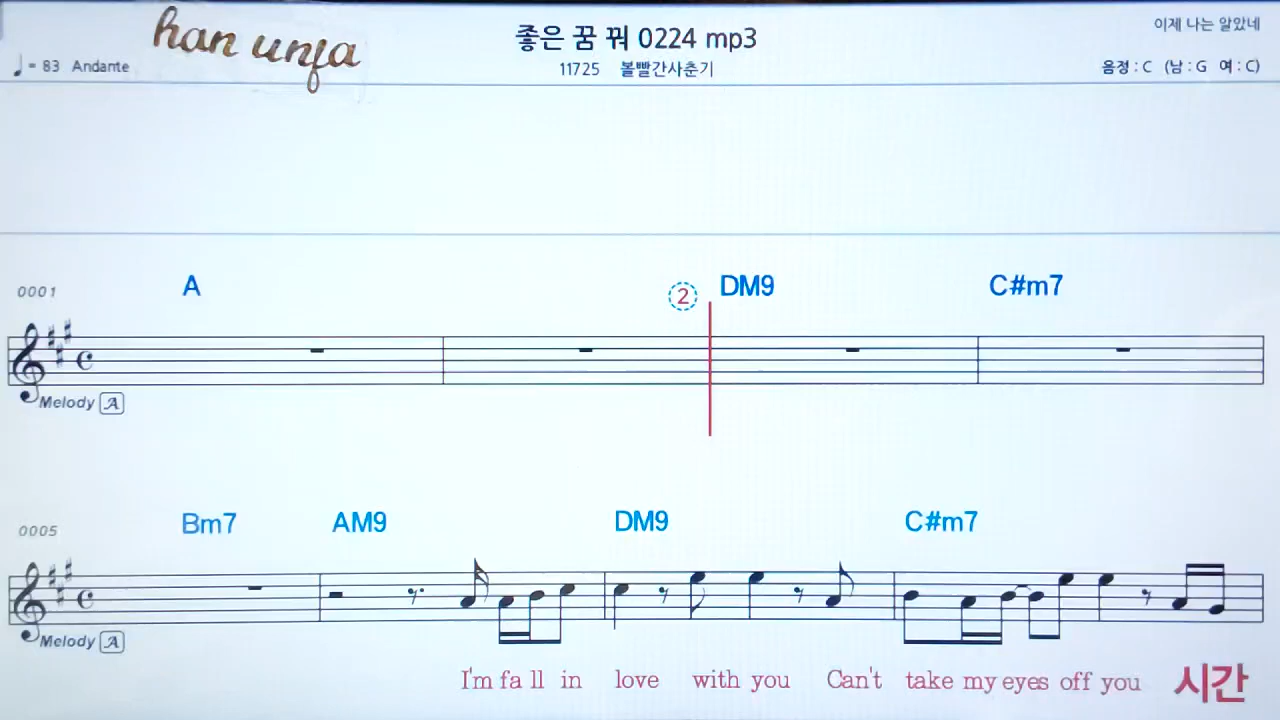 han unfa
좋은 꿈 꿔 0224 mp3
이제 나는 알았네
= 83 Andante
11725 볼빨간사춘기
음정 : C (남 : G 여 : C)
0001 A ② DM9 C#m7
Melody A
0005 Bm7 AM9 DM9 C#m7
Melody A
I'm fa ll in love with you Can't take my eyes off you 시간